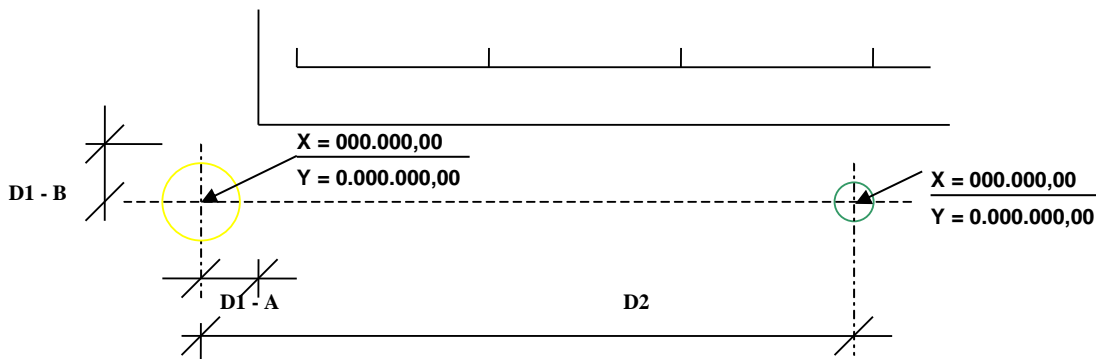 X = 000.000,00
Y = 0.000.000,00
X = 000.000,00
Y = 0.000.000,00
D1 - B
D1 - A
D2